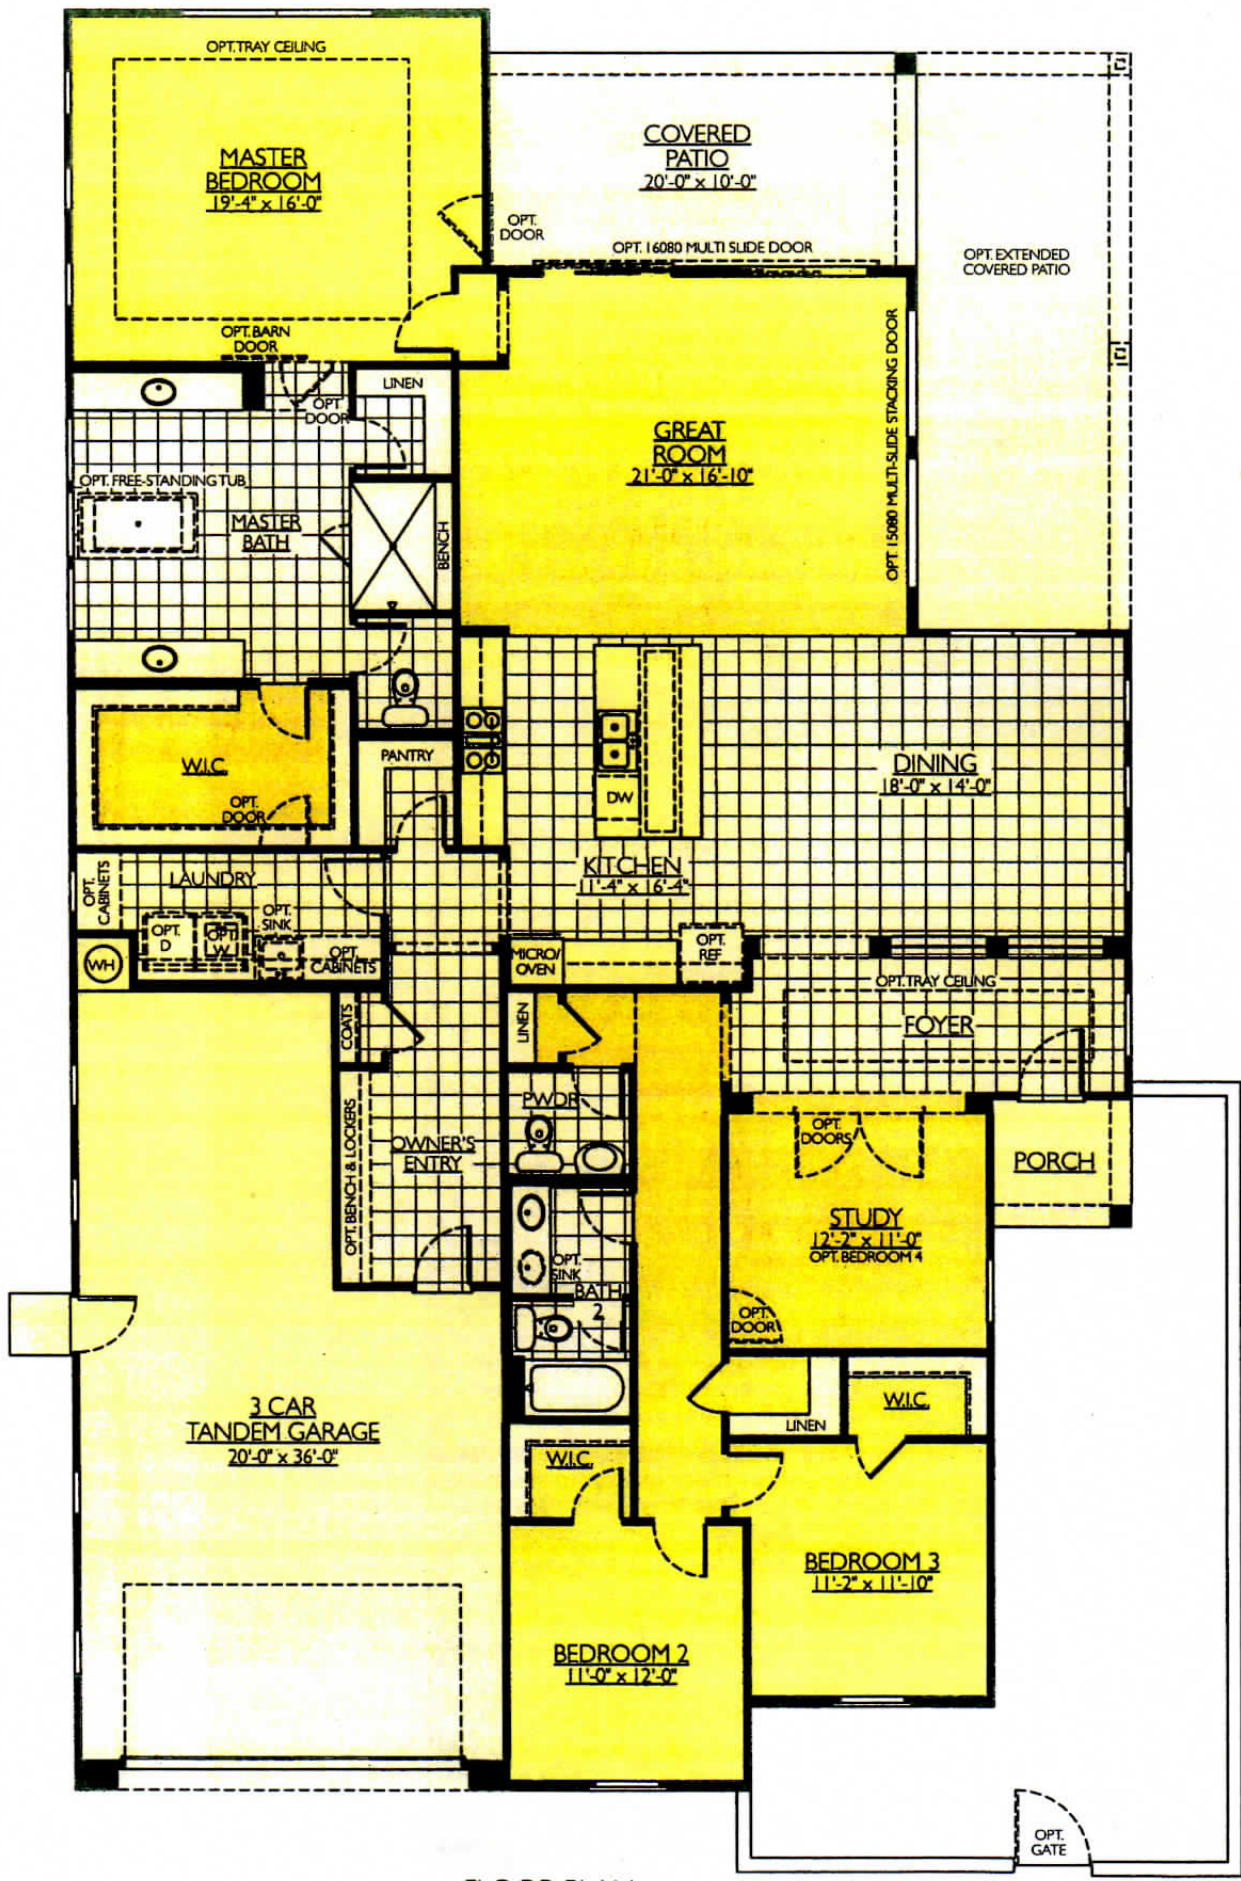 OPT. TRAY CEILING
MASTER
BEDROOM
19'-4" x 16'-0"
COVERED
PATIO
20'-0" x 10'-0"
OPT.
DOOR
OPT. 16080 MULTI SLIDE DOOR
OPT. EXTENDED
COVERED PATIO
OPT. BARN
DOOR
OPT.
DOOR
LINEN
OPT. 15080 MULTI-SLIDE STACKING DOOR
GREAT
ROOM
21'-0" x 16'-10"
OPT. FREE-STANDING TUB
MASTER
BATH
BENCH
W.I.C.
OPT.
DOOR
PANTRY
DW
DINING
18'-0" x 14'-0"
KITCHEN
11'-4" x 16'-4"
OPT.
CABINETS
LAUNDRY
OPT.
D
OPT.
W
OPT.
SINK
OPT.
CABINETS
WH
MICRO/
OVEN
OPT.
REF
OPT. TRAY CEILING
FOYER
COATS
LINEN
PWDR
OWNER'S
ENTRY
OPT. BENCH & LOCKERS
OPT.
DOORS
PORCH
STUDY
12'-2" x 11'-0"
OPT. BEDROOM 4
OPT.
SINK
BATH
2
OPT.
DOOR
3 CAR
TANDEM GARAGE
20'-0" x 36'-0"
LINEN
W.I.C.
W.I.C.
BEDROOM 3
11'-2" x 11'-10"
BEDROOM 2
11'-0" x 12'-0"
OPT.
GATE